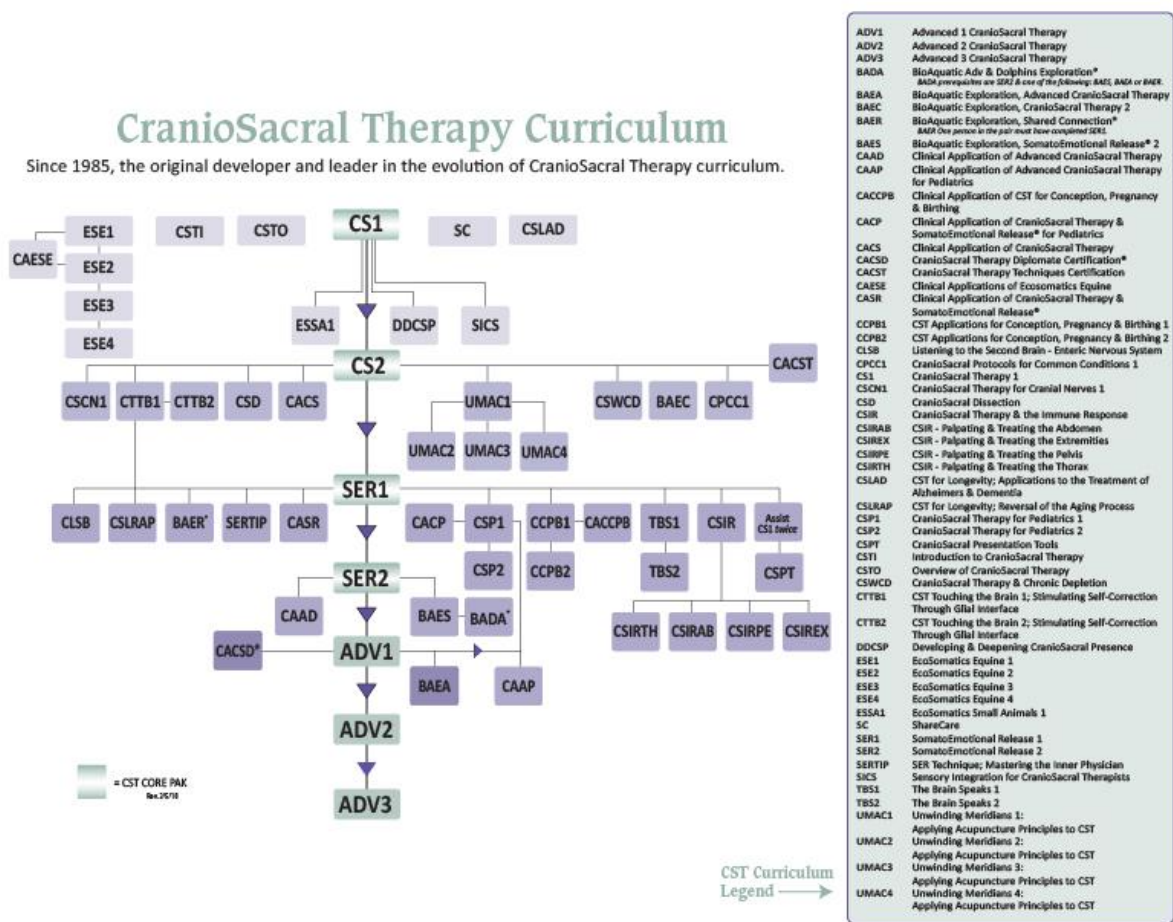 CranioSacral Therapy Curriculum
Since 1985, the original developer and leader in the evolution of CranioSacral Therapy curriculum.
CS1
ESE1
CSTI
CSTO
SC
CSLAD
CAESE
ESE2
ESE3
ESE4
ESSA1
DDCSP
SICS
CS2
CACST
CSCN1
CTTB1
CTTB2
CSD
CACS
UMAC1
CSWCD
BAEC
CPCC1
UMAC2
UMAC3
UMAC4
SER1
CLSB
CSLRAP
BAER*
SERTIP
CASR
CACP
CSP1
CCPB1
CACCPB
TBS1
CSIR
Assist
CS1 twice
CSP2
CCPB2
TBS2
CSPT
SER2
CAAD
BAES
BADA*
CSIRTH
CSIRAB
CSIRPE
CSIREX
CACSD*
ADV1
BAEA
CAAP
ADV2
ADV3
= CST CORE PAK
CST Curriculum
Legend
ADV1 Advanced 1 CranioSacral Therapy
ADV2 Advanced 2 CranioSacral Therapy
ADV3 Advanced 3 CranioSacral Therapy
BADA BioAquatic Adv & Dolphins Exploration*
BADA prerequisites are SER2 & one of the following: BAES, BAEA or BAER.
BAEA BioAquatic Exploration, Advanced CranioSacral Therapy
BAEC BioAquatic Exploration, CranioSacral Therapy 2
BAER BioAquatic Exploration, Shared Connection*
BAER One person in the pair must have completed SER1.
BAES BioAquatic Exploration, SomatoEmotional Release® 2
CAAD Clinical Application of Advanced CranioSacral Therapy
CAAP Clinical Application of Advanced CranioSacral Therapy
for Pediatrics
CACCPB Clinical Application of CST for Conception, Pregnancy
& Birthing
CACP Clinical Application of CranioSacral Therapy &
SomatoEmotional Release® for Pediatrics
CACS Clinical Application of CranioSacral Therapy
CACSD CranioSacral Therapy Diplomate Certification*
CACST CranioSacral Therapy Techniques Certification
CAESE Clinical Applications of Ecosomatics Equine
CASR Clinical Application of CranioSacral Therapy &
SomatoEmotional Release®
CCPB1 CST Applications for Conception, Pregnancy & Birthing 1
CCPB2 CST Applications for Conception, Pregnancy & Birthing 2
CLSB Listening to the Second Brain - Enteric Nervous System
CPCC1 CranioSacral Protocols for Common Conditions 1
CS1 CranioSacral Therapy 1
CSCN1 CranioSacral Therapy for Cranial Nerves 1
CSD CranioSacral Dissection
CSIR CranioSacral Therapy & the Immune Response
CSIRAB CSIR - Palpating & Treating the Abdomen
CSIREX CSIR - Palpating & Treating the Extremities
CSIRPE CSIR - Palpating & Treating the Pelvis
CSIRTH CSIR - Palpating & Treating the Thorax
CSLAD CST for Longevity; Applications to the Treatment of
Alzheimers & Dementia
CSLRAP CST for Longevity; Reversal of the Aging Process
CSP1 CranioSacral Therapy for Pediatrics 1
CSP2 CranioSacral Therapy for Pediatrics 2
CSPT CranioSacral Presentation Tools
CSTI Introduction to CranioSacral Therapy
CSTO Overview of CranioSacral Therapy
CSWCD CranioSacral Therapy & Chronic Depletion
CTTB1 CST Touching the Brain 1; Stimulating Self-Correction
Through Glial Interface
CTTB2 CST Touching the Brain 2; Stimulating Self-Correction
Through Glial Interface
DDCSP Developing & Deepening CranioSacral Presence
ESE1 EcoSomatics Equine 1
ESE2 EcoSomatics Equine 2
ESE3 EcoSomatics Equine 3
ESE4 EcoSomatics Equine 4
ESSA1 EcoSomatics Small Animals 1
SC ShareCare
SER1 SomatoEmotional Release 1
SER2 SomatoEmotional Release 2
SERTIP SER Technique; Mastering the Inner Physician
SICS Sensory Integration for CranioSacral Therapists
TBS1 The Brain Speaks 1
TBS2 The Brain Speaks 2
UMAC1 Unwinding Meridians 1:
Applying Acupuncture Principles to CST
UMAC2 Unwinding Meridians 2:
Applying Acupuncture Principles to CST
UMAC3 Unwinding Meridians 3:
Applying Acupuncture Principles to CST
UMAC4 Unwinding Meridians 4:
Applying Acupuncture Principles to CST